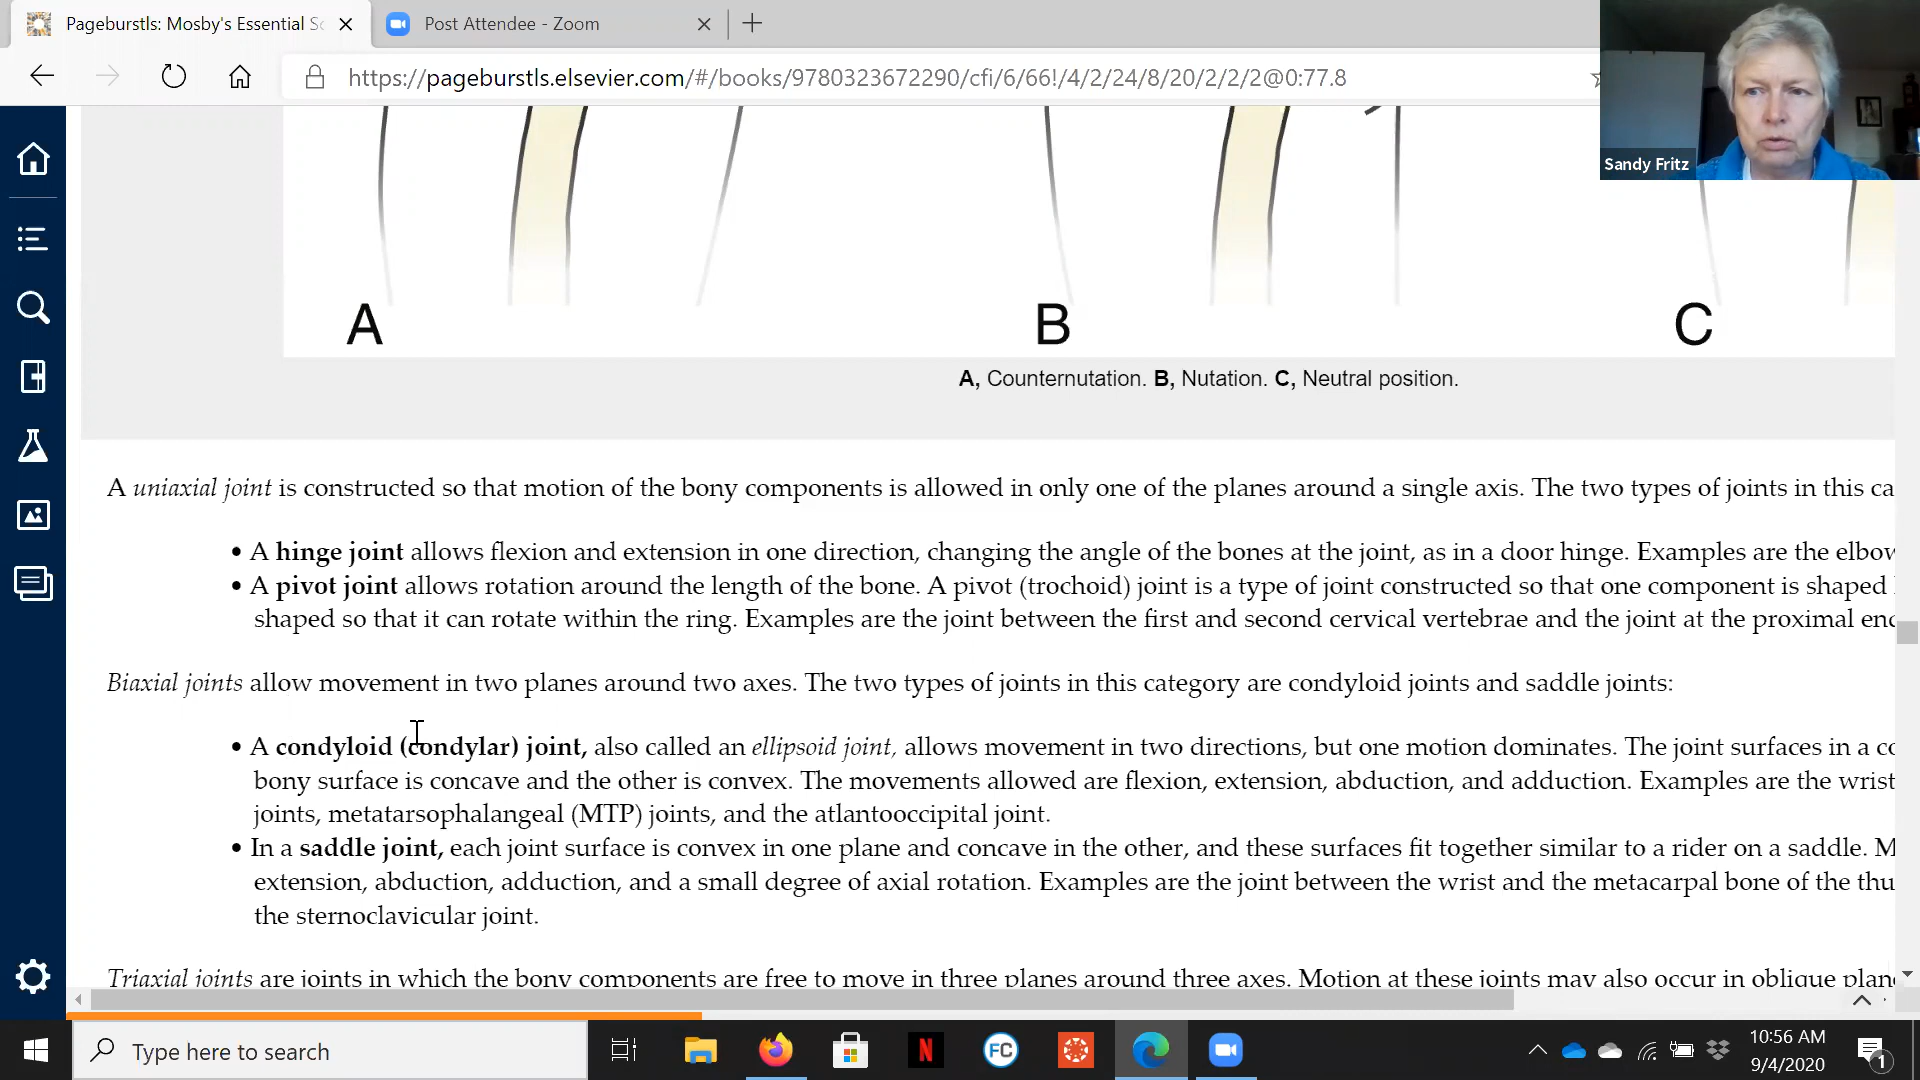 Pageburstls: Mosby's Essential Sc
Post Attendee - Zoom
https://pageburstls.elsevier.com/#/books/9780323672290/cfi/6/66!/4/2/24/8/20/2/2/2@0:77.8
Sandy Fritz
A B C
A, Counternutation. B, Nutation. C, Neutral position.
A uniaxial joint is constructed so that motion of the bony components is allowed in only one of the planes around a single axis. The two types of joints in this ca
• A hinge joint allows flexion and extension in one direction, changing the angle of the bones at the joint, as in a door hinge. Examples are the elbow
• A pivot joint allows rotation around the length of the bone. A pivot (trochoid) joint is a type of joint constructed so that one component is shaped
shaped so that it can rotate within the ring. Examples are the joint between the first and second cervical vertebrae and the joint at the proximal end
Biaxial joints allow movement in two planes around two axes. The two types of joints in this category are condyloid joints and saddle joints:
• A condyloid (condylar) joint, also called an ellipsoid joint, allows movement in two directions, but one motion dominates. The joint surfaces in a co
bony surface is concave and the other is convex. The movements allowed are flexion, extension, abduction, and adduction. Examples are the wrist
joints, metatarsophalangeal (MTP) joints, and the atlantooccipital joint.
• In a saddle joint, each joint surface is convex in one plane and concave in the other, and these surfaces fit together similar to a rider on a saddle. M
extension, abduction, adduction, and a small degree of axial rotation. Examples are the joint between the wrist and the metacarpal bone of the thu
the sternoclavicular joint.
Triaxial joints are joints in which the bony components are free to move in three planes around three axes. Motion at these joints may also occur in oblique plan
Type here to search
N
FC
10:56 AM
9/4/2020
1